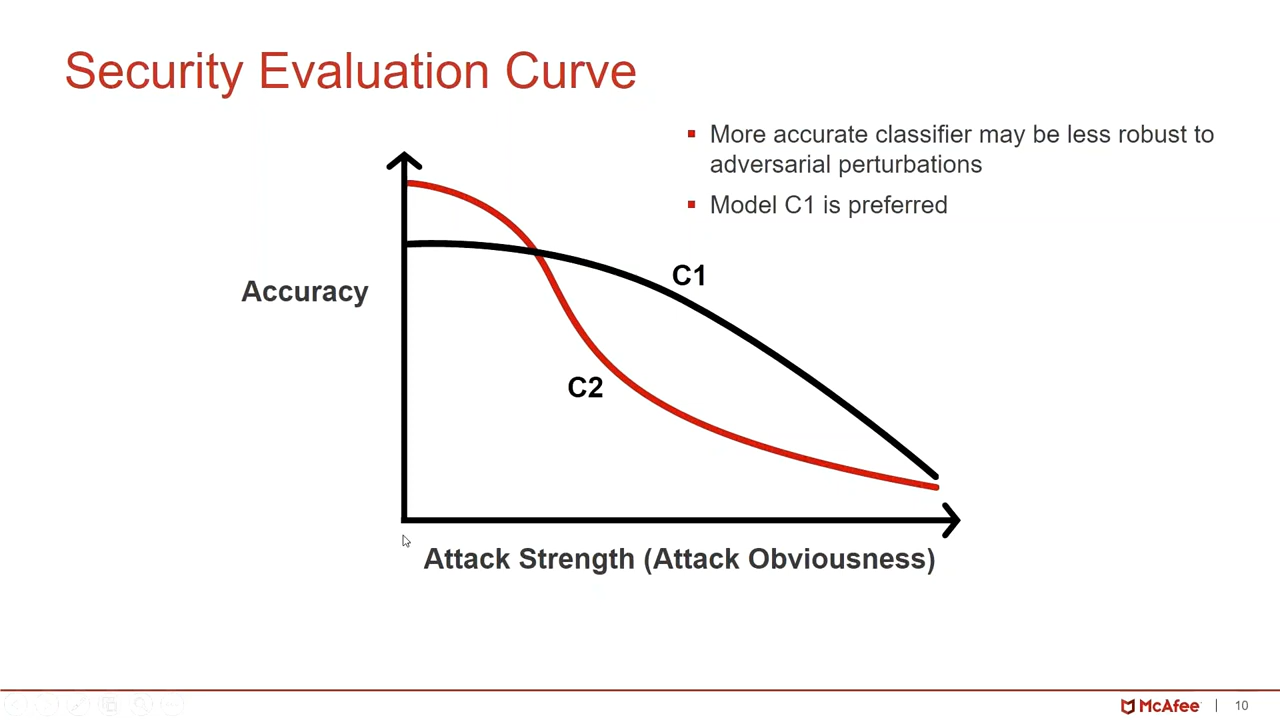 Security Evaluation Curve
▪ More accurate classifier may be less robust to
adversarial perturbations
▪ Model C1 is preferred
C1
Accuracy
C2
Attack Strength (Attack Obviousness)
McAfee | 10